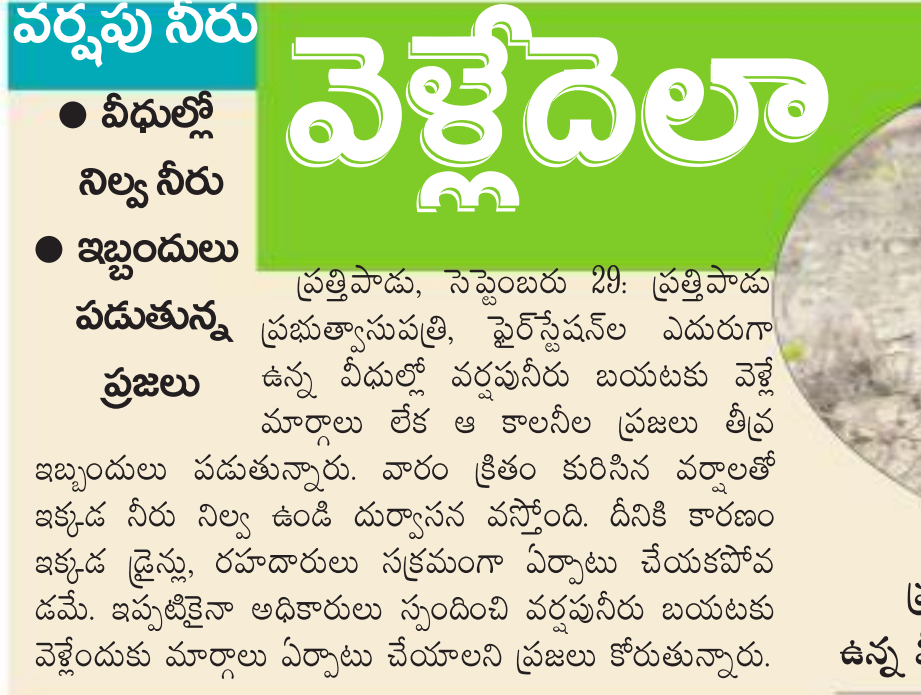 వర్షపు నీరు
వెళ్లేదెలా
● వీధుల్లో
నిల్వ నీరు
● ఇబ్బందులు
పడుతున్న
ప్రజలు
ప్రత్తిపాడు, సెప్టెంబరు 29: ప్రత్తిపాడు
ప్రభుత్వాసుపత్రి, ఫైర్‌స్టేషన్‌ల ఎదురుగా
ఉన్న వీధుల్లో వర్షపునీరు బయటకు వెళ్లే
మార్గాలు లేక ఆ కాలనీల ప్రజలు తీవ్ర
ఇబ్బందులు పడుతున్నారు. వారం క్రితం కురిసిన వర్షాలతో
ఇక్కడ నీరు నిల్వ ఉండి దుర్వాసన వస్తోంది. దీనికి కారణం
ఇక్కడ డ్రైన్లు, రహదారులు సక్రమంగా ఏర్పాటు చేయకపోవ
డమే. ఇప్పటికైనా అధికారులు స్పందించి వర్షపునీరు బయటకు
వెళ్లేందుకు మార్గాలు ఏర్పాటు చేయాలని ప్రజలు కోరుతున్నారు.
ఉన్న